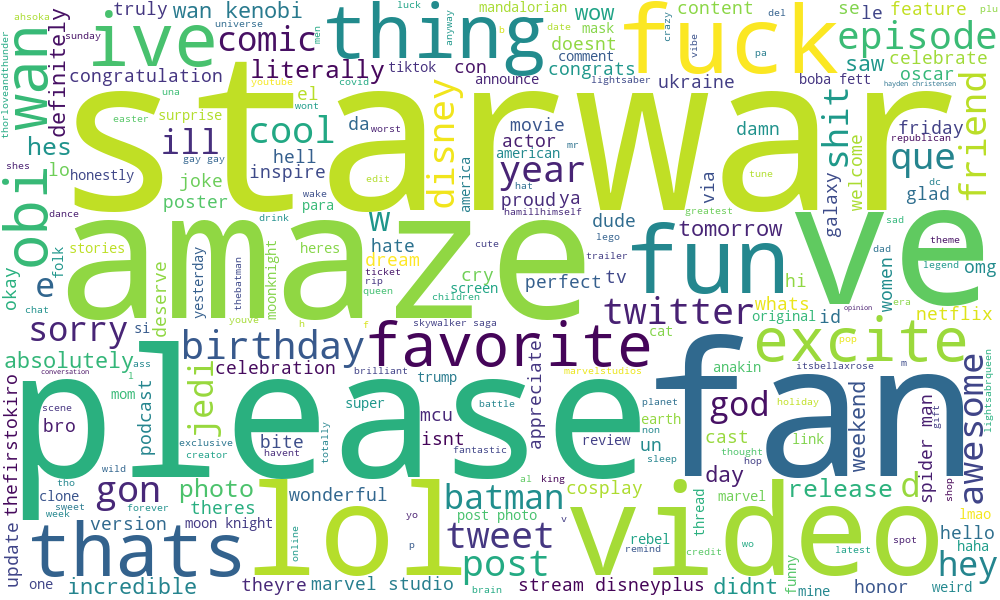 starwar
please
fan
amaze
ve
video
lol
fuck
thing
fun
ive
wan
obi
thats
favorite
excite
episode
friend
awesome
disney
cool
comic
year
ill
que
shit
birthday
twitter
sorry
batman
tweet
post
gon
god
hey
jedi
photo
release
d
w
e
literally
truly
wan kenobi
definitely
congratulation
wow
mandalorian
luck
con
tiktok
announce
congrats
doesnt
comment
mask
date
b
anyway
men
universe
sunday
ahsoka
thorloveandthunder
crazy
vibe
content
del
pa
se
le
feature
plu
saw
celebrate
oscar
boba fett
ukraine
lightsaber
hayden christensen
una
youtube
covid
wont
el
surprise
easter
hes
lo
shes
honestly
joke
poster
gay gay
hell
inspire
da
worst
movie
actor
american
mr
america
edit
wake
para
hat
proud
ya
hamillhimself
via
damn
tune
greatest
galaxy
welcome
friday
republican
glad
dc
dance
drink
stories
folk
okay
chat
yesterday
thebatman
moonknight
deserve
heres
hate
dream
ticket
rip
queen
cute
cry
screen
children
dude
lego
trailer
perfect
tv
tomorrow
hi
whats
original
id
women
dad
sad
theme
legend
omg
era
netflix
opinion
si
youve
h
f
skywalker saga
cat
pop
absolutely
ass
celebration
brilliant
trump
appreciate
marvelstudios
anakin
itsbellaxrose
m
lightsabrqueen
conversation
l
mom
podcast
scene
bro
thefirstokiro
super
battle
mcu
isnt
fantastic
planet
earth
non
un
sleep
review
holiday
cast
link
thought
hop
day
weekend
spider man
gift
shop
exclusive
creator
bite
havent
totally
wild
tho
clone
sweet
week
forever
theres
wonderful
al
king
cosplay
marvel
thread
version
moon knight
online
yo
p
post photo
v
rebel
remind
wo
credit
latest
spot
lmao
hello
haha
update
one
incredible
theyre
marvel studio
brain
stream disneyplus
didnt
funny
mine
honor
weird